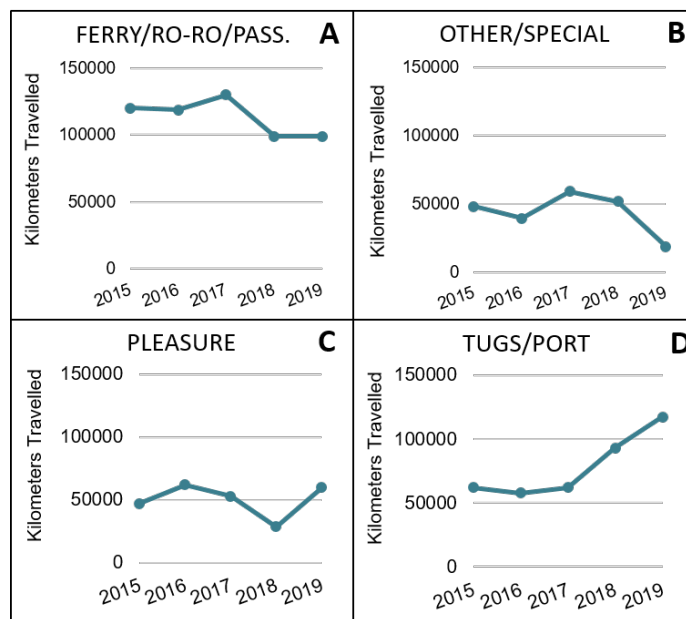 FERRY/RO-RO/PASS. A
Kilometers Travelled
150000
100000
50000
0
2015 2016 2017 2018 2019
OTHER/SPECIAL B
150000
100000
50000
0
2015 2016 2017 2018 2019
PLEASURE C
Kilometers Travelled
150000
100000
50000
0
2015 2016 2017 2018 2019
TUGS/PORT D
Kilometers Travelled
150000
100000
50000
0
2015 2016 2017 2018 2019